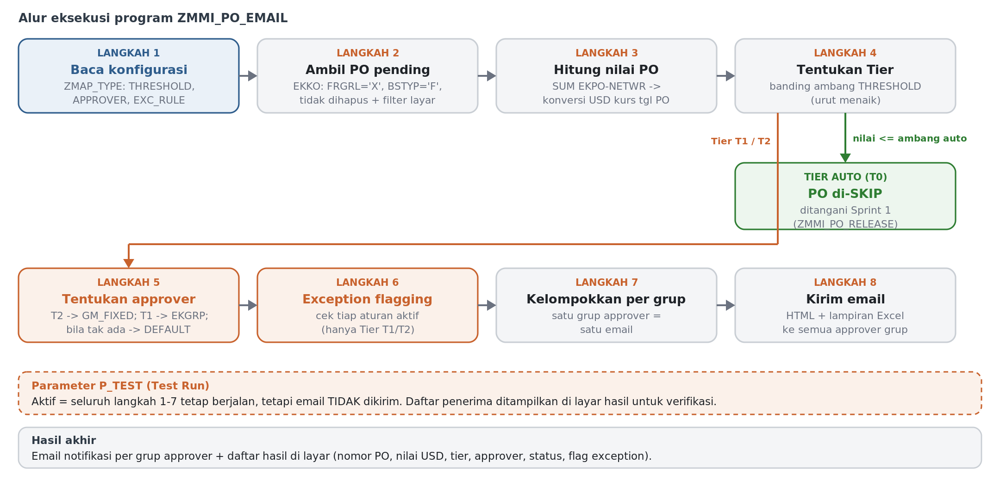 Alur eksekusi program ZMMI_PO_EMAIL
LANGKAH 1
Baca konfigurasi
ZMAP_TYPE: THRESHOLD,
APPROVER, EXC_RULE
LANGKAH 2
Ambil PO pending
EKKO: FRGRL='X', BSTYP='F',
tidak dihapus + filter layar
LANGKAH 3
Hitung nilai PO
SUM EKPO-NETWR ->
konversi USD kurs tgl PO
LANGKAH 4
Tentukan Tier
banding ambang THRESHOLD
(urut menaik)
Tier T1 / T2
nilai <= ambang auto
TIER AUTO (T0)
PO di-SKIP
ditangani Sprint 1
(ZMMI_PO_RELEASE)
LANGKAH 5
Tentukan approver
T2 -> GM_FIXED; T1 -> EKGRP;
bila tak ada -> DEFAULT
LANGKAH 6
Exception flagging
cek tiap aturan aktif
(hanya Tier T1/T2)
LANGKAH 7
Kelompokkan per grup
satu grup approver =
satu email
LANGKAH 8
Kirim email
HTML + lampiran Excel
ke semua approver grup
Parameter P_TEST (Test Run)
Aktif = seluruh langkah 1-7 tetap berjalan, tetapi email TIDAK dikirim. Daftar penerima ditampilkan di layar hasil untuk verifikasi.
Hasil akhir
Email notifikasi per grup approver + daftar hasil di layar (nomor PO, nilai USD, tier, approver, status, flag exception).